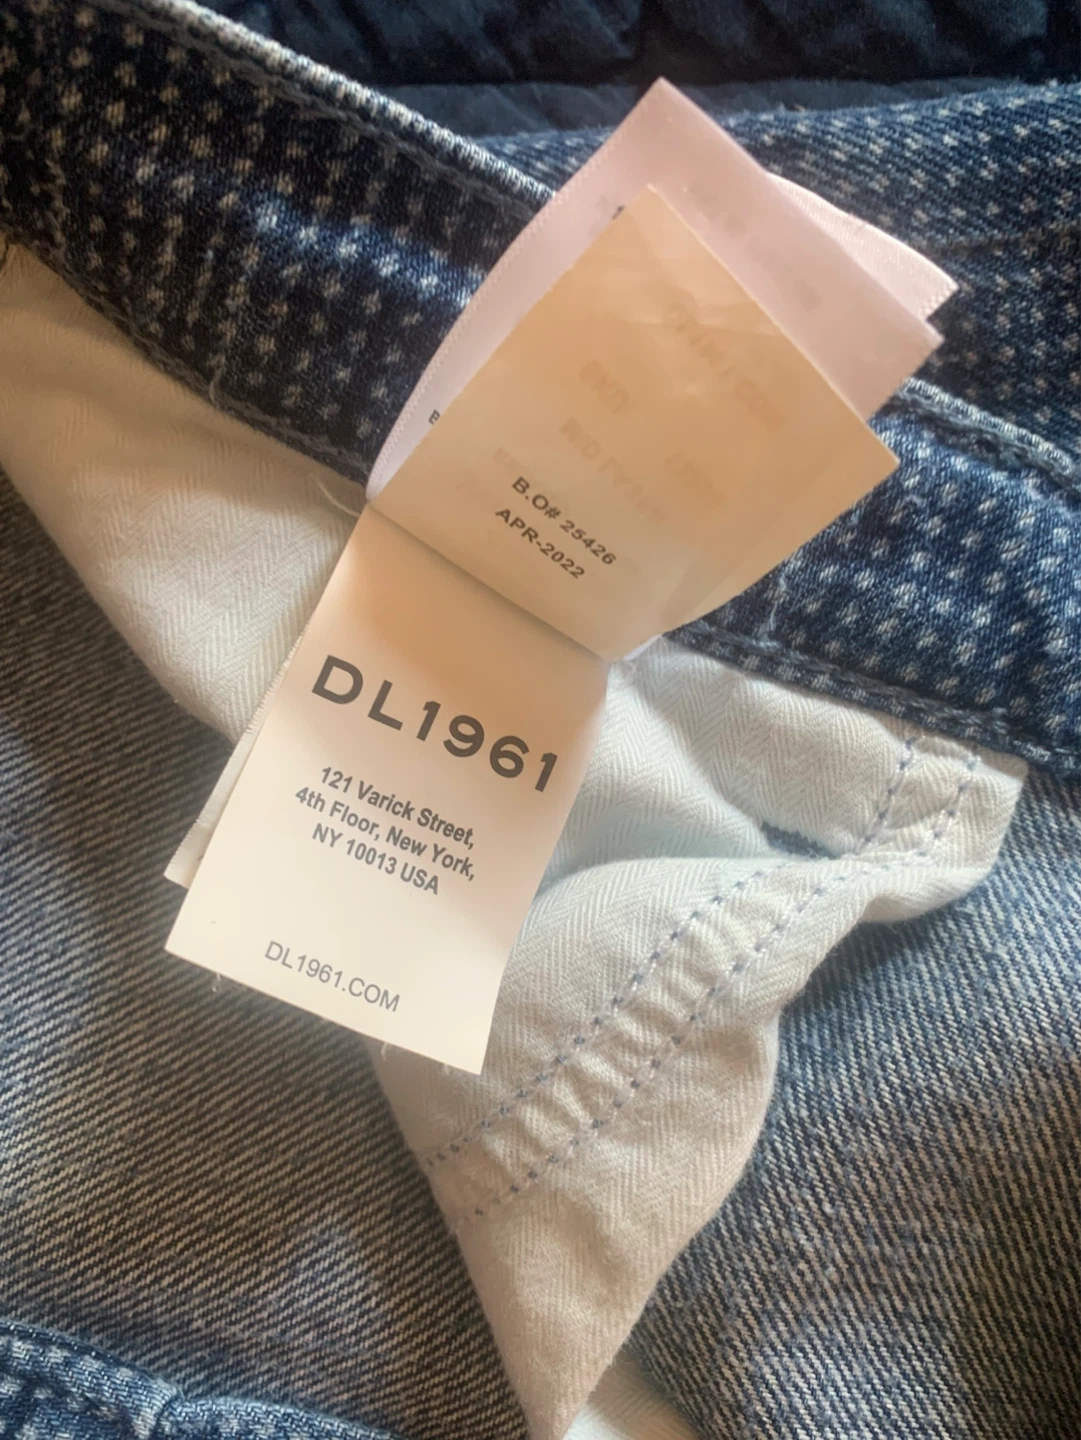 B.O# 25426
APR-2022
DL1961
121 Varick Street,
4th Floor, New York,
NY 10013 USA
DL1961.COM